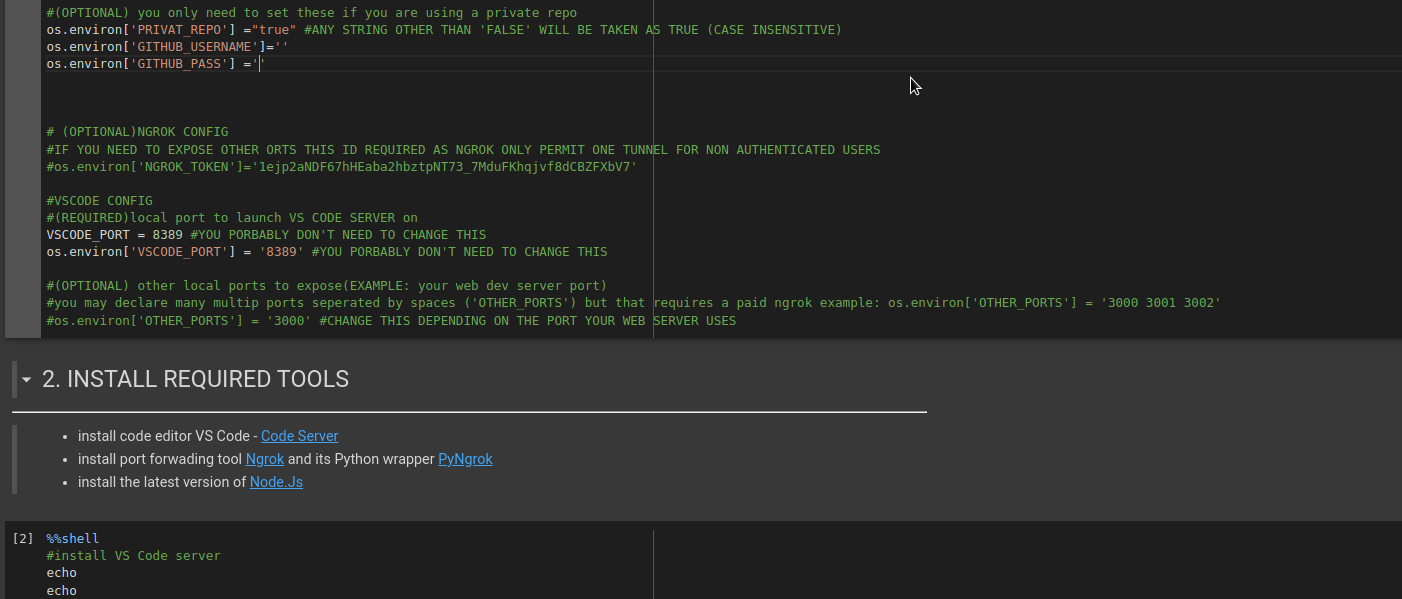 #(OPTIONAL) you only need to set these if you are using a private repo
os.environ['PRIVAT_REPO'] ="true" #ANY STRING OTHER THAN 'FALSE' WILL BE TAKEN AS TRUE (CASE INSENSITIVE)
os.environ['GITHUB_USERNAME']=''
os.environ['GITHUB_PASS'] =''
# (OPTIONAL)NGROK CONFIG
#IF YOU NEED TO EXPOSE OTHER ORTS THIS ID REQUIRED AS NGROK ONLY PERMIT ONE TUNNEL FOR NON AUTHENTICATED USERS
#os.environ['NGROK_TOKEN']='1ejp2aNDF67hHEaba2hbztpNT73_7MduFKhqjvf8dCBZFXbV7'
#VSCODE CONFIG
#(REQUIRED)local port to launch VS CODE SERVER on
VSCODE_PORT = 8389 #YOU PORBABLY DON'T NEED TO CHANGE THIS
os.environ['VSCODE_PORT'] = '8389' #YOU PORBABLY DON'T NEED TO CHANGE THIS
#(OPTIONAL) other local ports to expose(EXAMPLE: your web dev server port)
#you may declare many multip ports seperated by spaces ('OTHER_PORTS') but that requires a paid ngrok example: os.environ['OTHER_PORTS'] = '3000 3001 3002'
#os.environ['OTHER_PORTS'] = '3000' #CHANGE THIS DEPENDING ON THE PORT YOUR WEB SERVER USES
2. INSTALL REQUIRED TOOLS
• install code editor VS Code - Code Server
• install port forwading tool Ngrok and its Python wrapper PyNgrok
• install the latest version of Node.Js
[2] %%shell
#install VS Code server
echo
echo